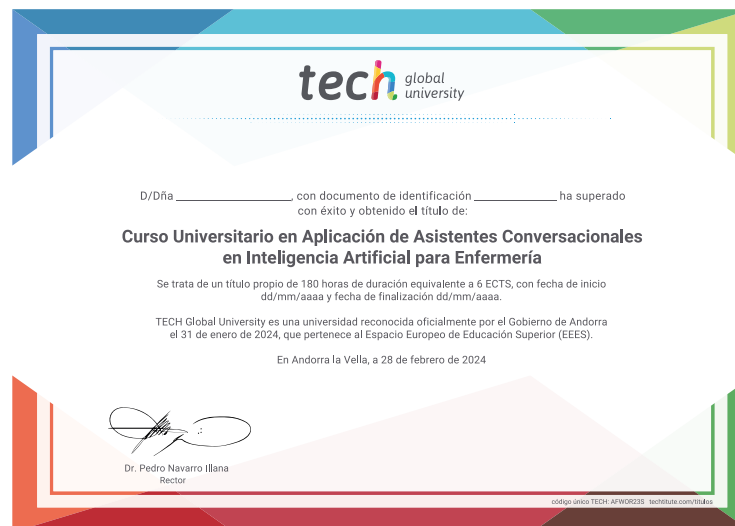 tech global university
D/Dña ______________, con documento de identificación ______________ ha superado
con éxito y obtenido el título de:
Curso Universitario en Aplicación de Asistentes Conversacionales
en Inteligencia Artificial para Enfermería
Se trata de un título propio de 180 horas de duración equivalente a 6 ECTS, con fecha de inicio
dd/mm/aaaa y fecha de finalización dd/mm/aaaa.
TECH Global University es una universidad reconocida oficialmente por el Gobierno de Andorra
el 31 de enero de 2024, que pertenece al Espacio Europeo de Educación Superior (EEES).
En Andorra la Vella, a 28 de febrero de 2024
Dr. Pedro Navarro Illana
Rector
código único TECH: AFWOR23S techtitute.com/titulos